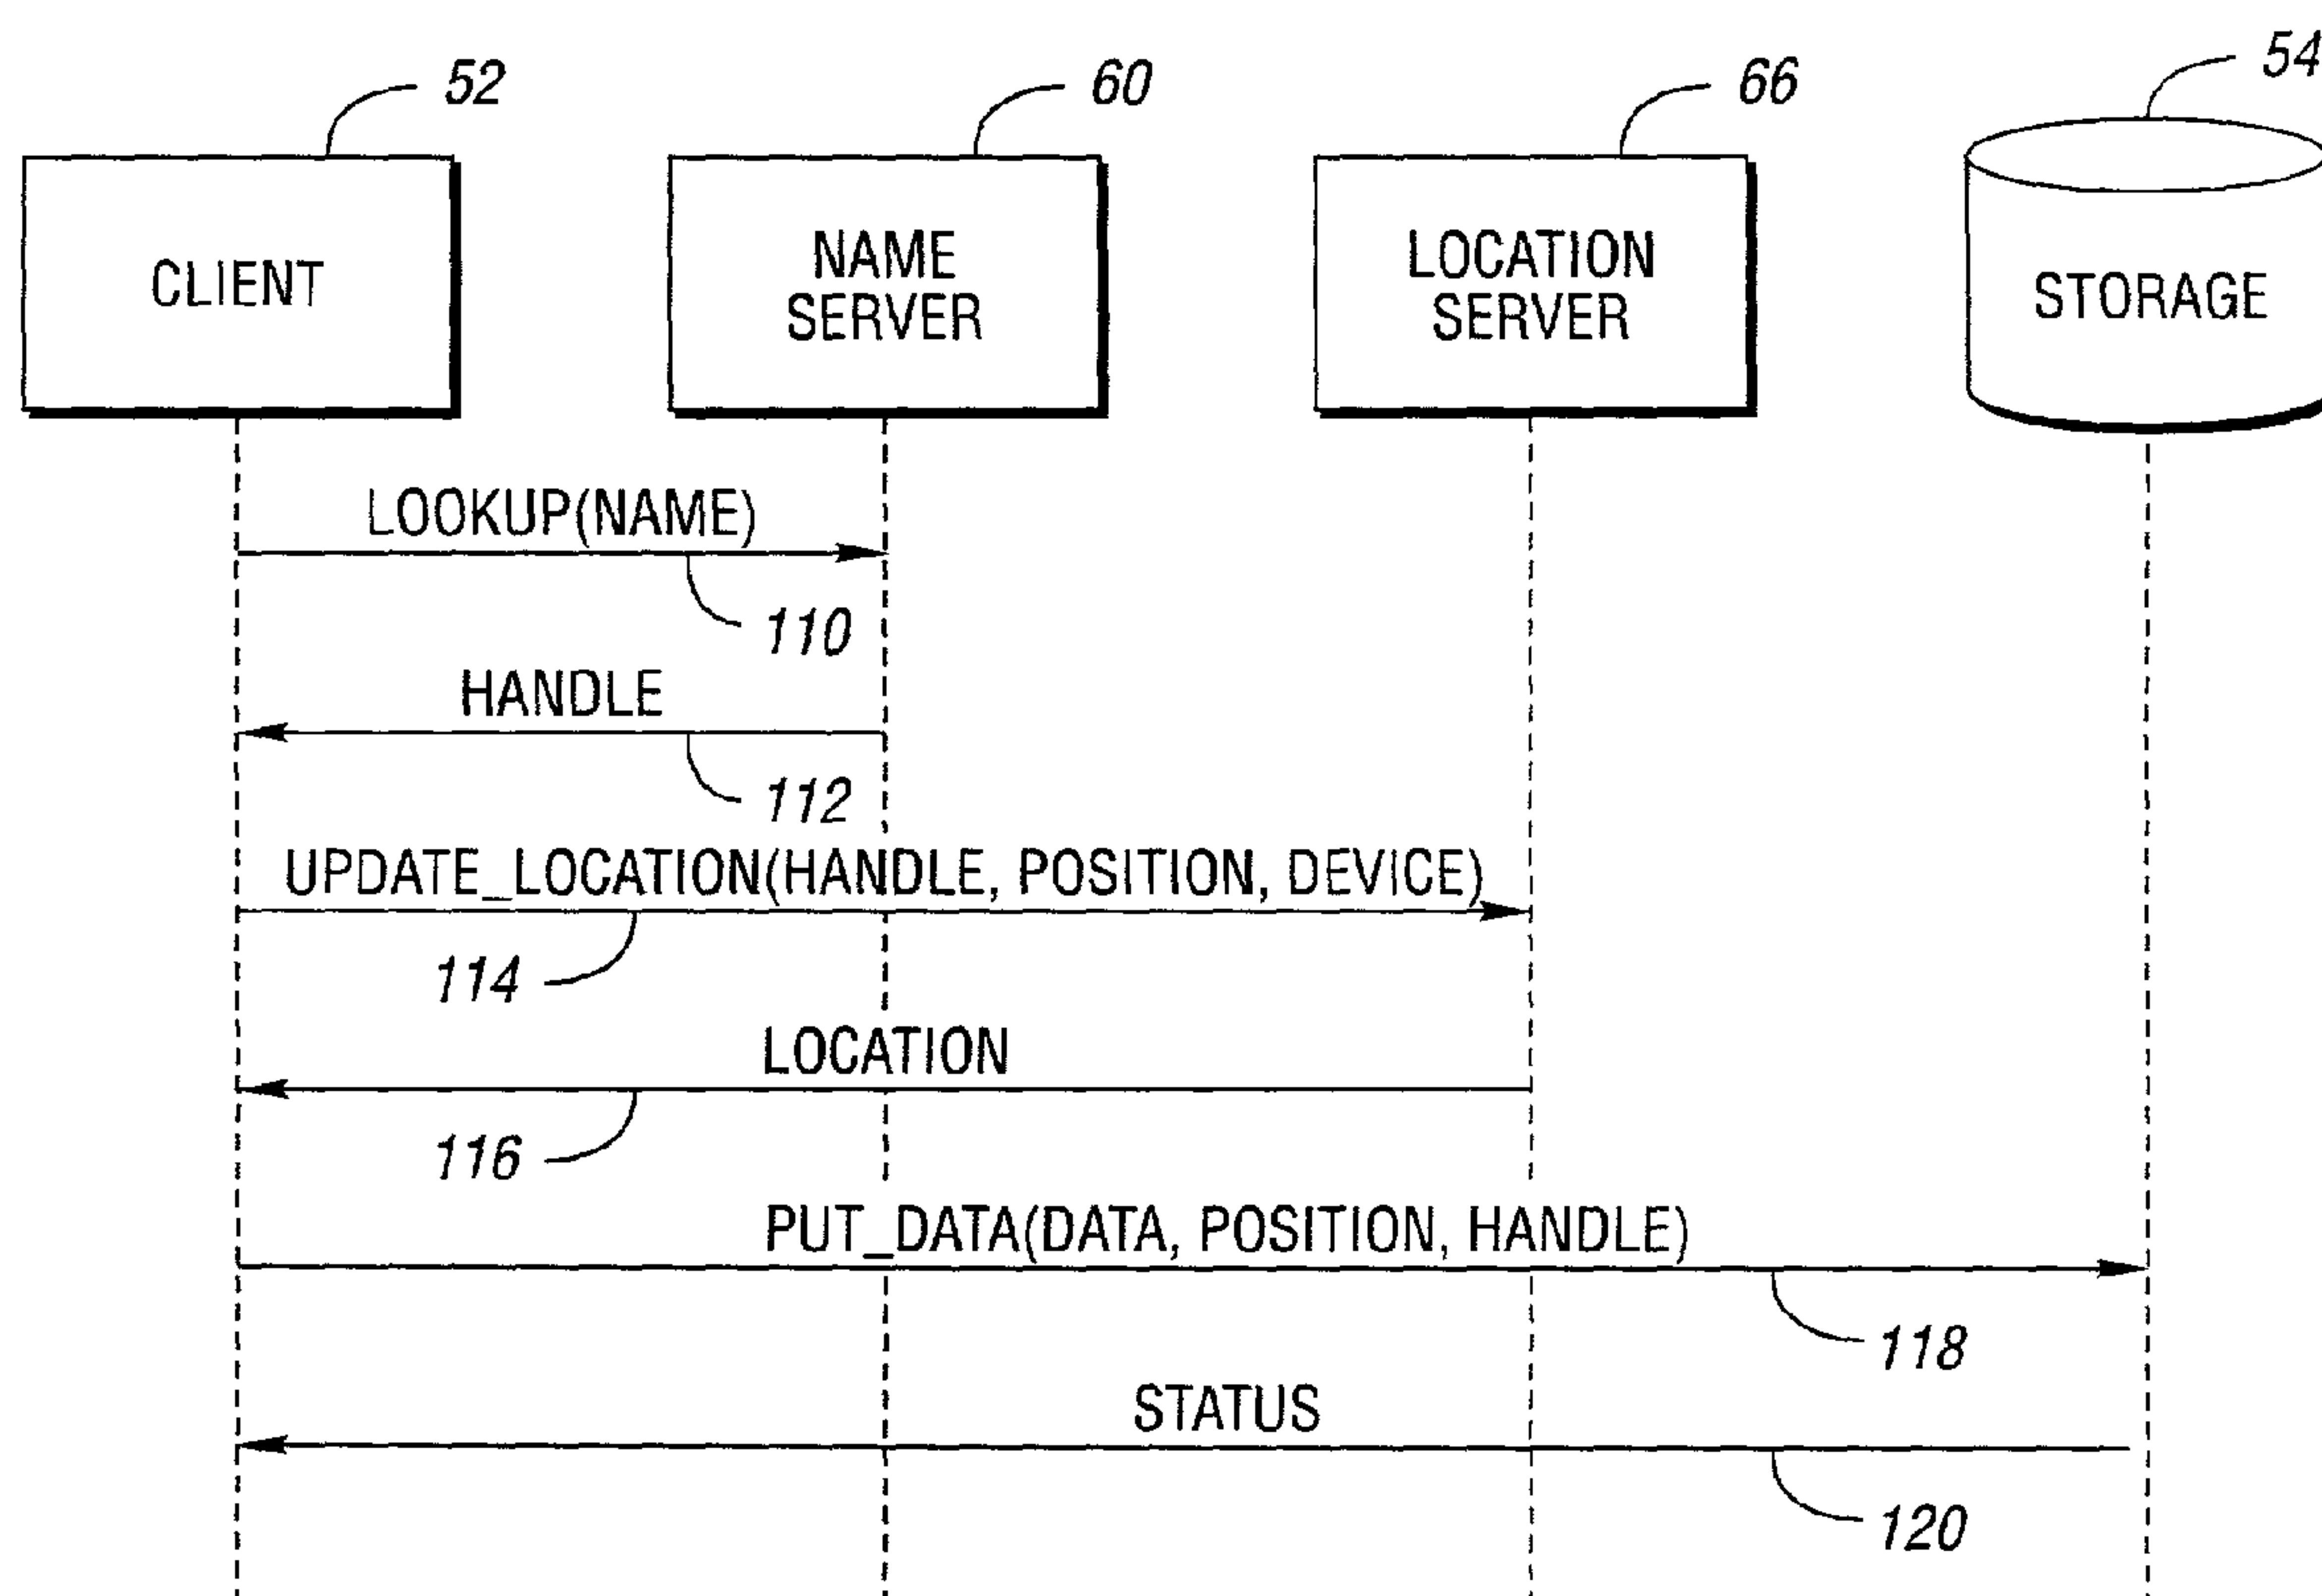 52
60
66
54
CLIENT
NAME
SERVER
LOCATION
SERVER
STORAGE
LOOKUP(NAME)
110
HANDLE
112
UPDATE_LOCATION(HANDLE, POSITION, DEVICE)
114
LOCATION
116
PUT_DATA(DATA, POSITION, HANDLE)
118
STATUS
120